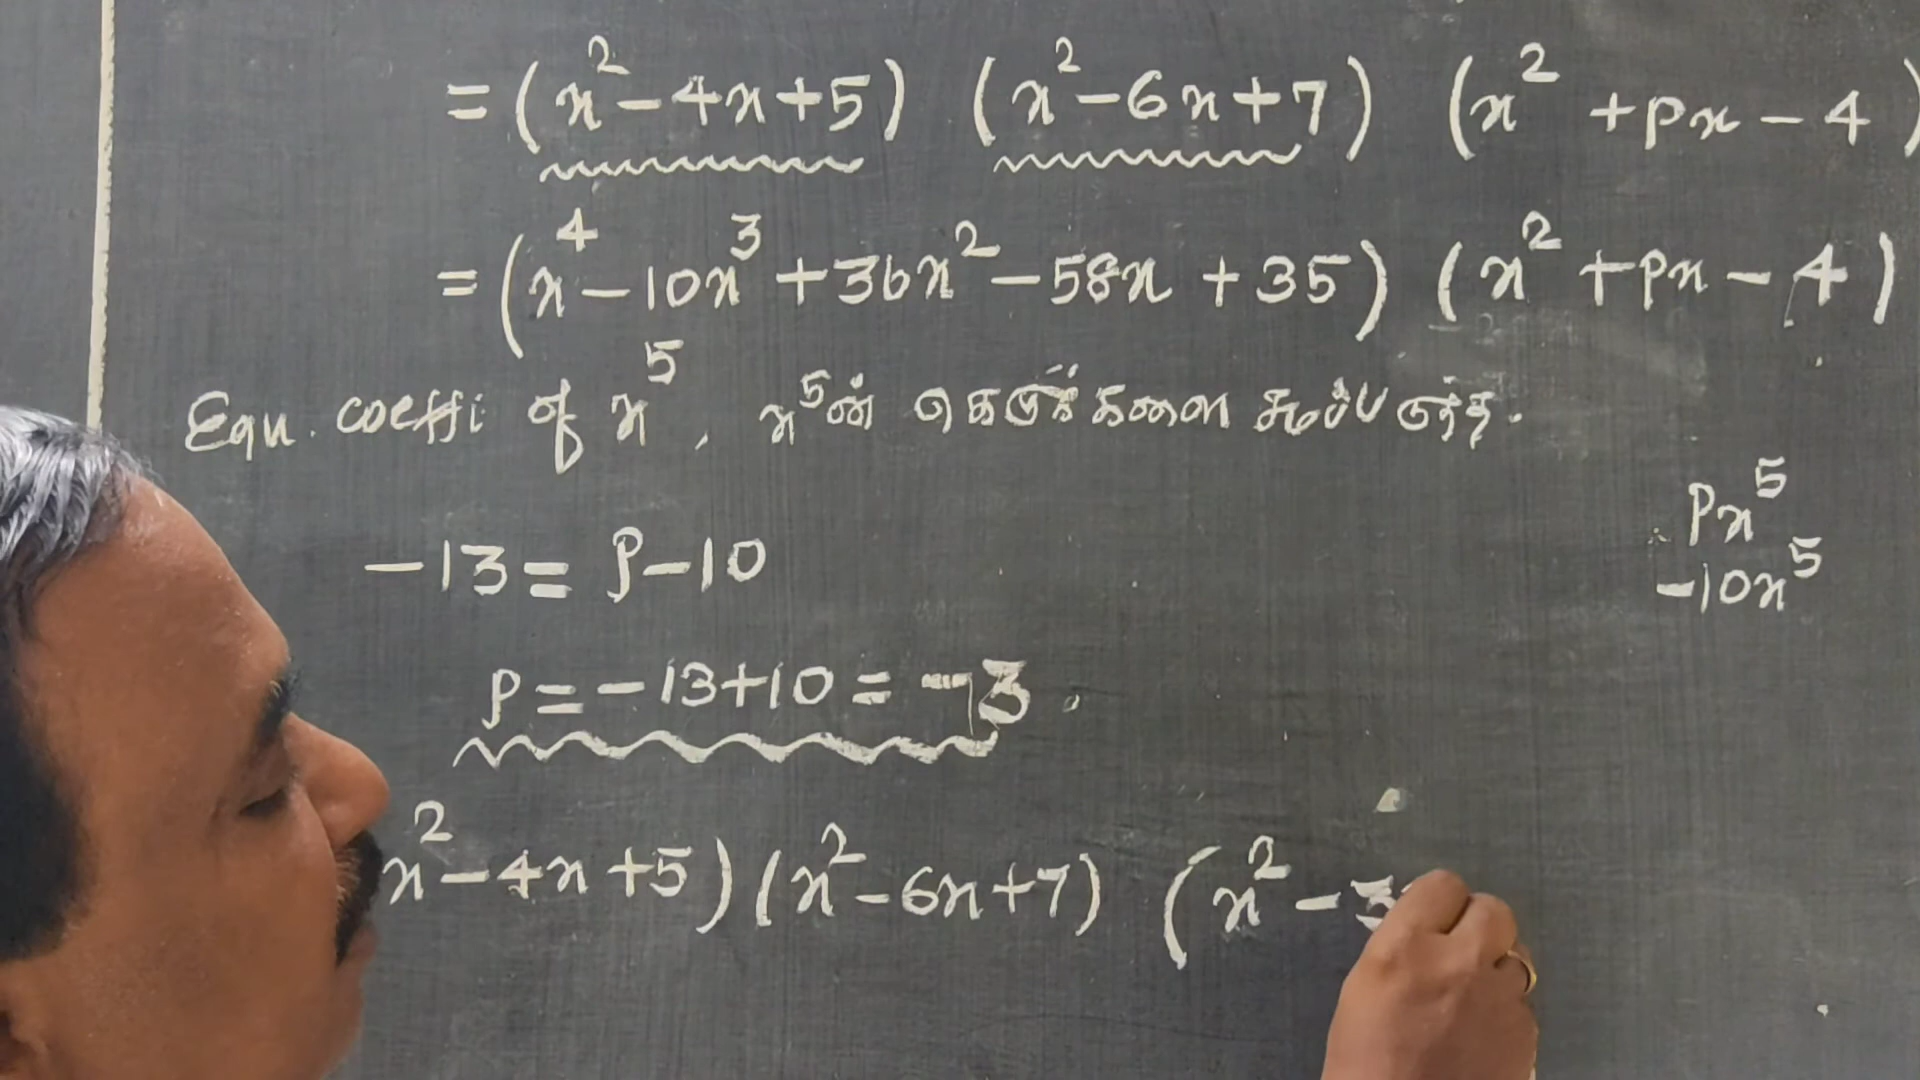 = (x² - 4x + 5) (x² - 6x + 7) (x² + px - 4)
= (x⁴ - 10x³ + 36x² - 58x + 35) (x² + px - 4)
Equ. coeffi of x⁵, x⁵ன் கெழுக்களை சமப்படுத்த.
px⁵
-10x⁵
-13 = p - 10
p = -13 + 10 = -3.
x² - 4x + 5) (x² - 6x + 7) (x² - 3